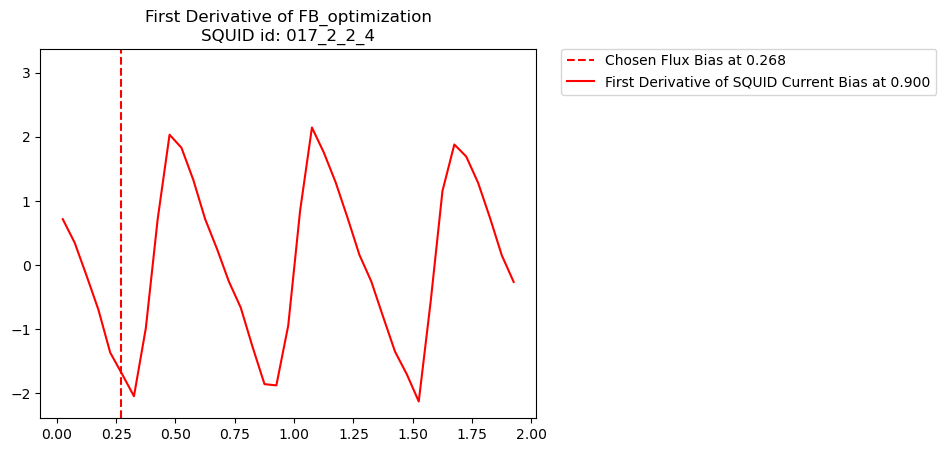 First Derivative of FB_optimization
SQUID id: 017_2_2_4
Chosen Flux Bias at 0.268
First Derivative of SQUID Current Bias at 0.900
3
2
1
0
−1
−2
0.00 0.25 0.50 0.75 1.00 1.25 1.50 1.75 2.00